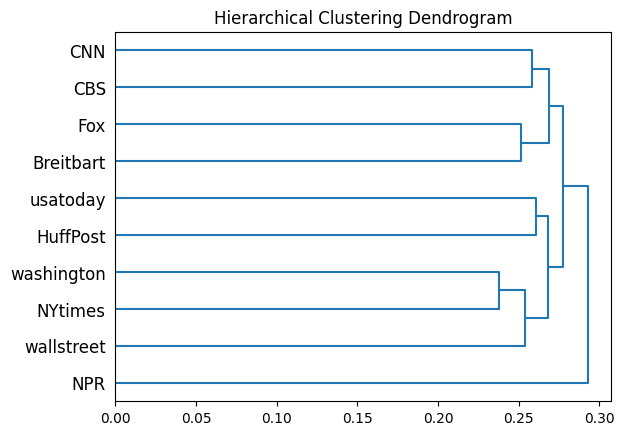 Hierarchical Clustering Dendrogram
CNN
CBS
Fox
Breitbart
usatoday
HuffPost
washington
NYtimes
wallstreet
NPR
0.00 0.05 0.10 0.15 0.20 0.25 0.30